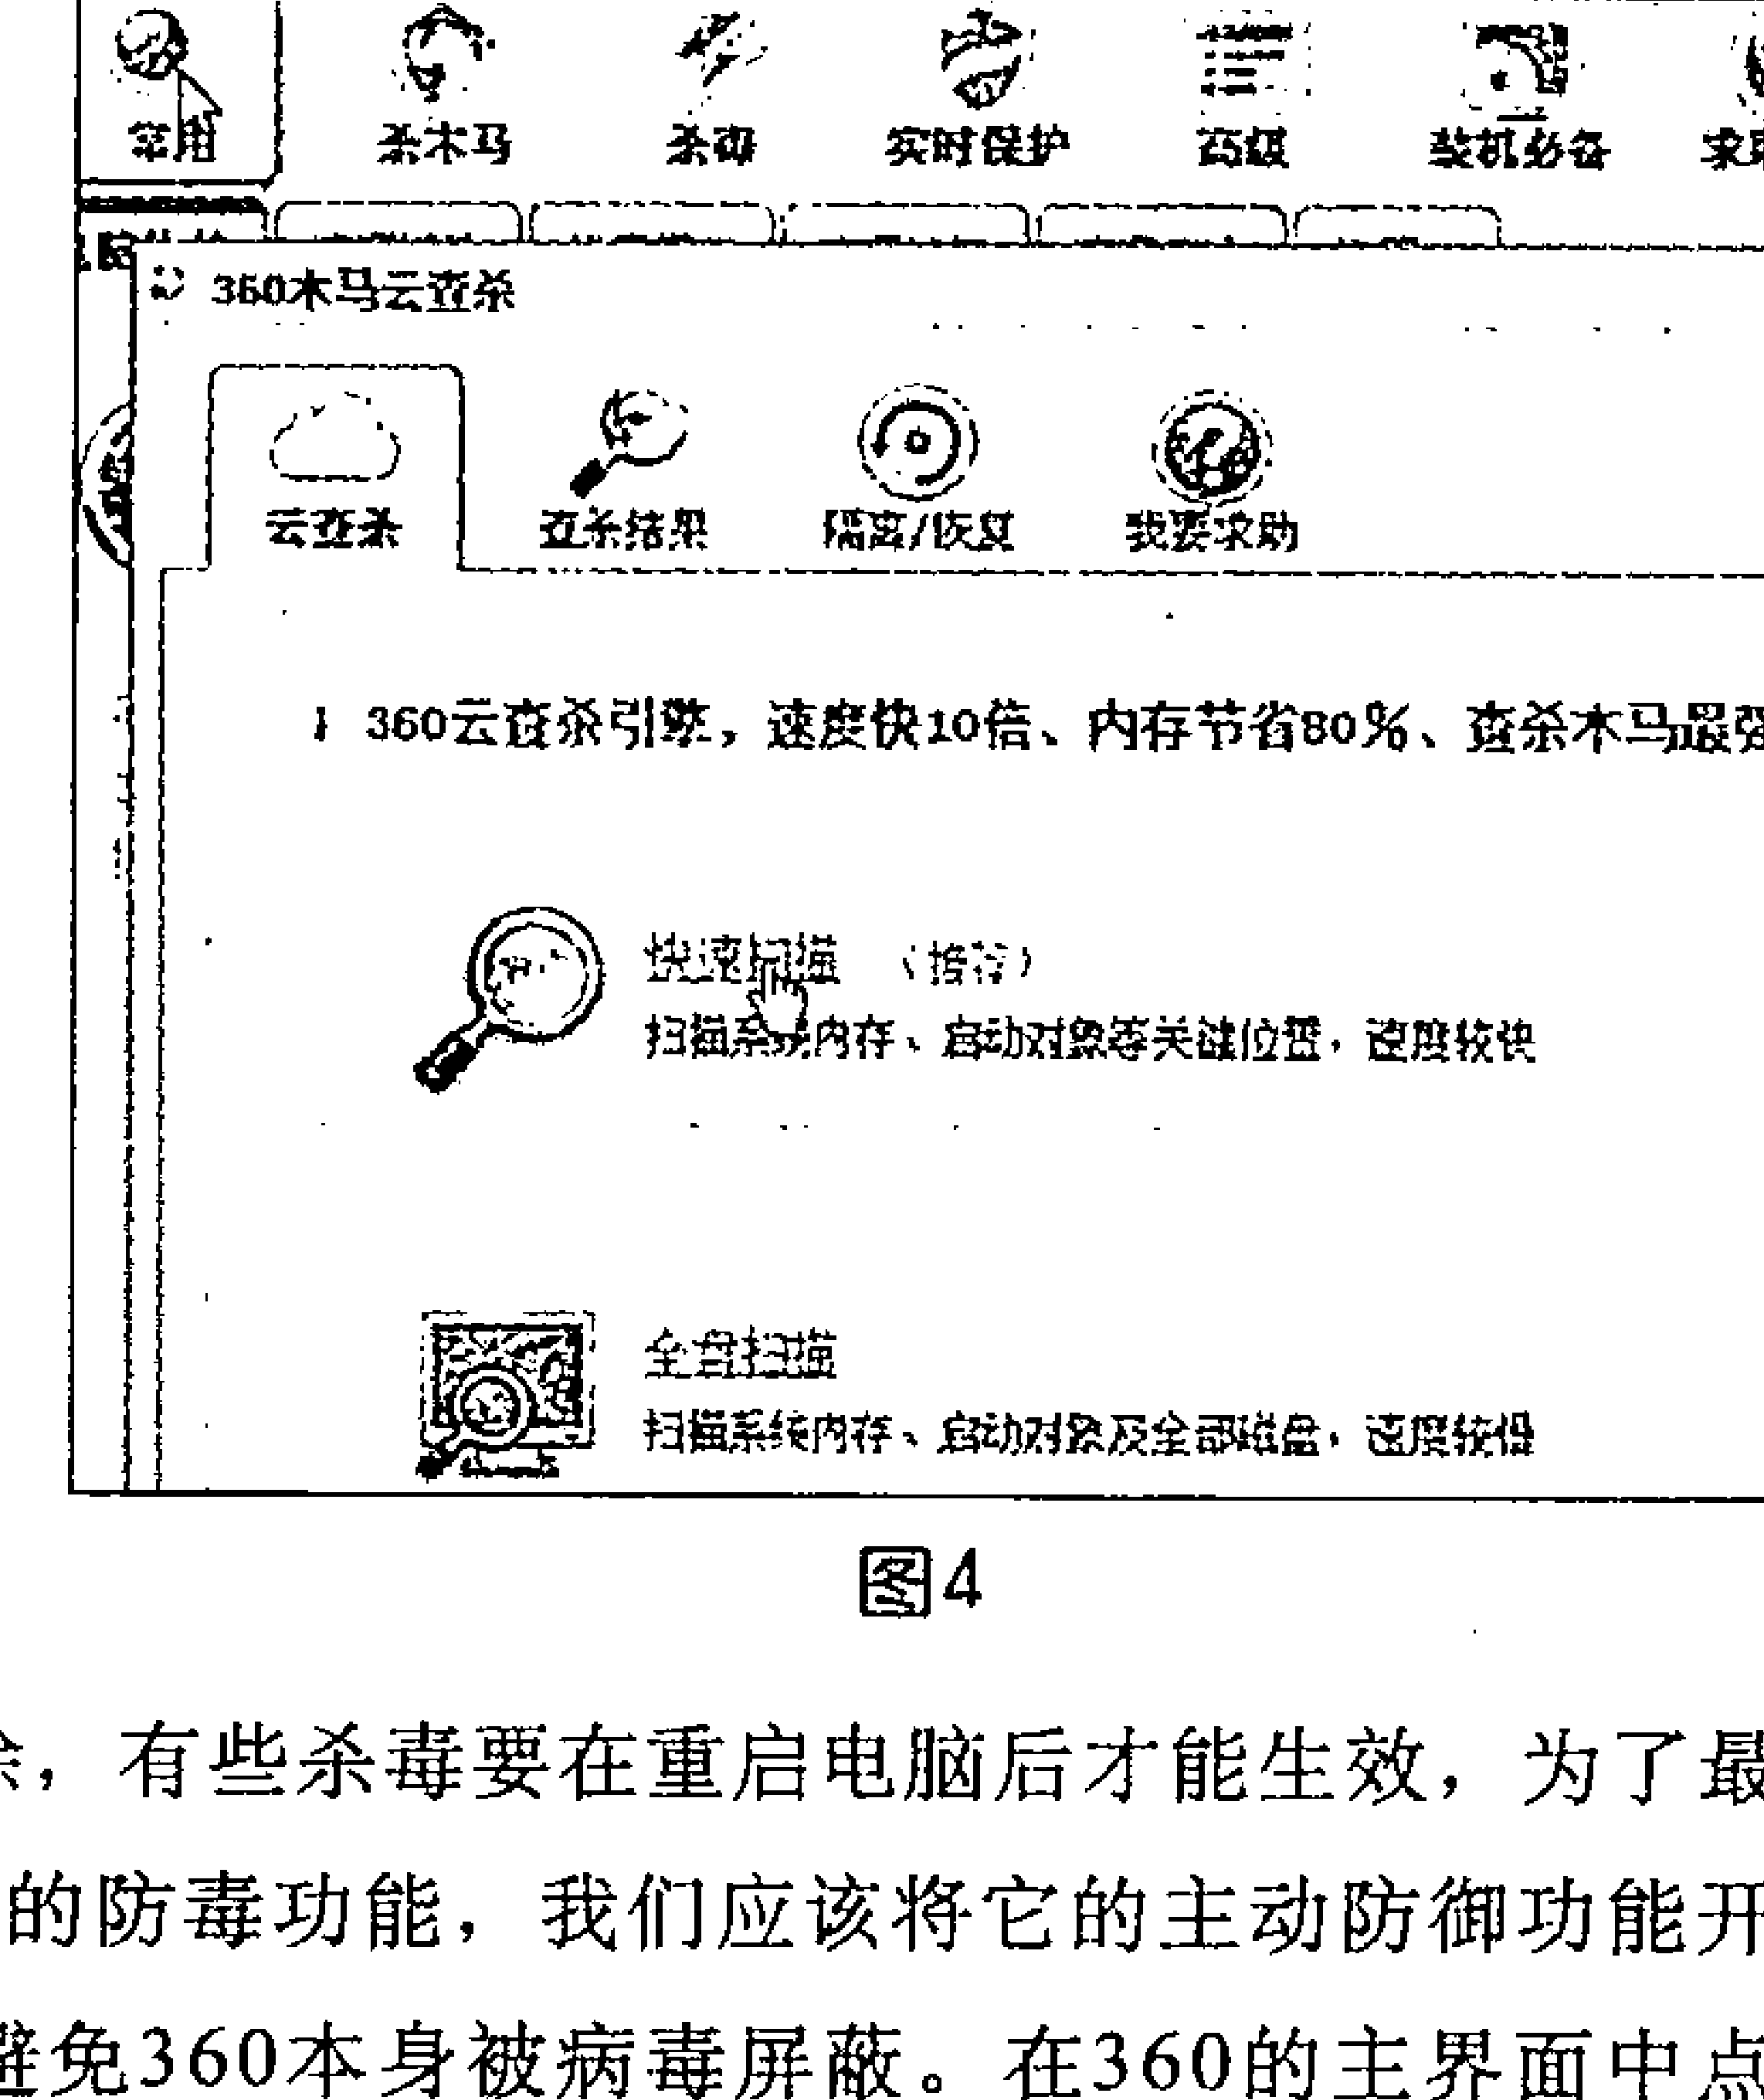 常用 杀木马 杀毒 实时保护 高级 装机必备
360木马云查杀
云查杀 查杀结果 隔离/恢复 我要求助
360云查杀引擎，速度快10倍、内存节省80%、查杀木马最强
快速扫描 （推荐）
扫描系统内存、启动对象等关键位置，速度较快
全盘扫描
扫描系统内存、启动对象及全部磁盘，速度较慢
图4
，有些杀毒要在重启电脑后才能生效，为了最
的防毒功能，我们应该将它的主动防御功能开
避免360本身被病毒屏蔽。在360的主界面中点